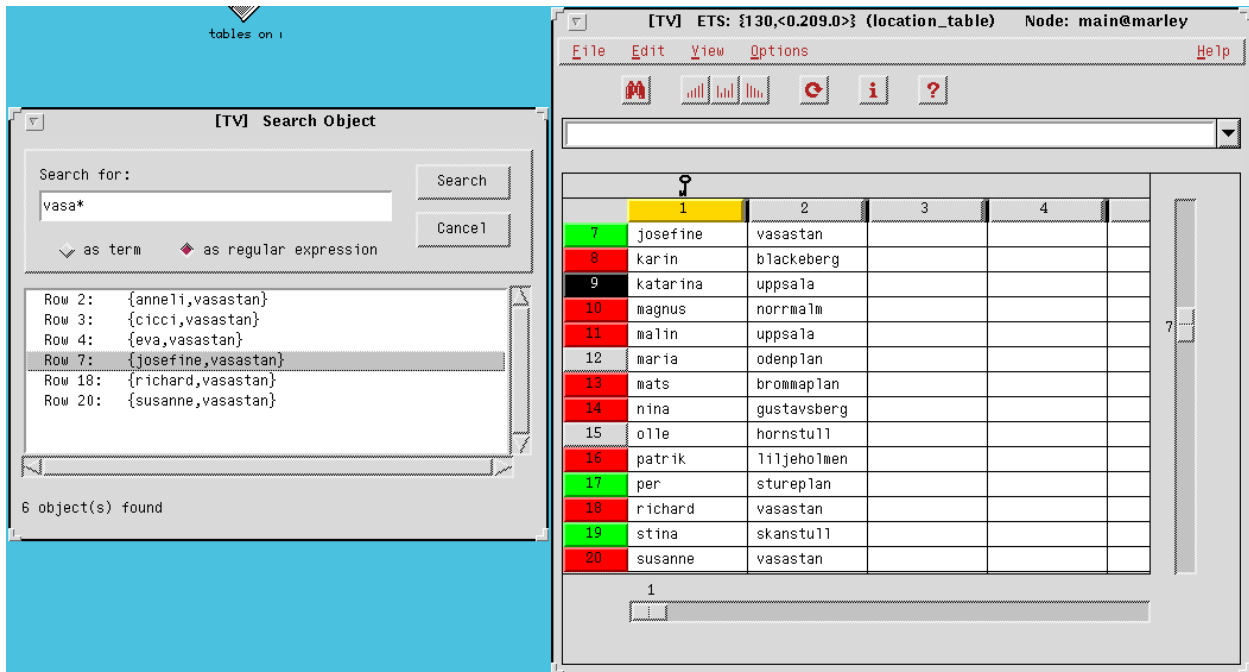 tables on
[TV] Search Object
Search for:
Search
vasa*
Cancel
as term as regular expression
Row 2: {anneli,vasastan}
Row 3: {cicci,vasastan}
Row 4: {eva,vasastan}
Row 7: {josefine,vasastan}
Row 18: {richard,vasastan}
Row 20: {susanne,vasastan}
6 object(s) found
[TV] ETS: {130,<0.209.0>} (location_table) Node: main@marley
File Edit View Options Help
i ?
1 2 3 4
7 josefine vasastan
8 karin blackeberg
9 katarina uppsala
10 magnus norrmalm
11 malin uppsala
12 maria odenplan
13 mats brommaplan
14 nina gustavsberg
15 olle hornstull
16 patrik liljeholmen
17 per stureplan
18 richard vasastan
19 stina skanstull
20 susanne vasastan
7
1